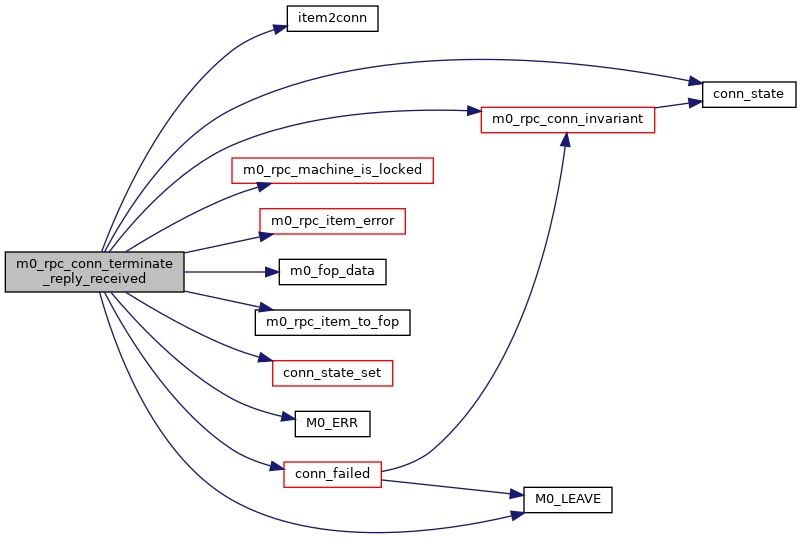 item2conn
conn_state
m0_rpc_conn_invariant
m0_rpc_machine_is_locked
m0_rpc_item_error
m0_rpc_conn_terminate
_reply_received
m0_fop_data
m0_rpc_item_to_fop
conn_state_set
M0_ERR
conn_failed
M0_LEAVE